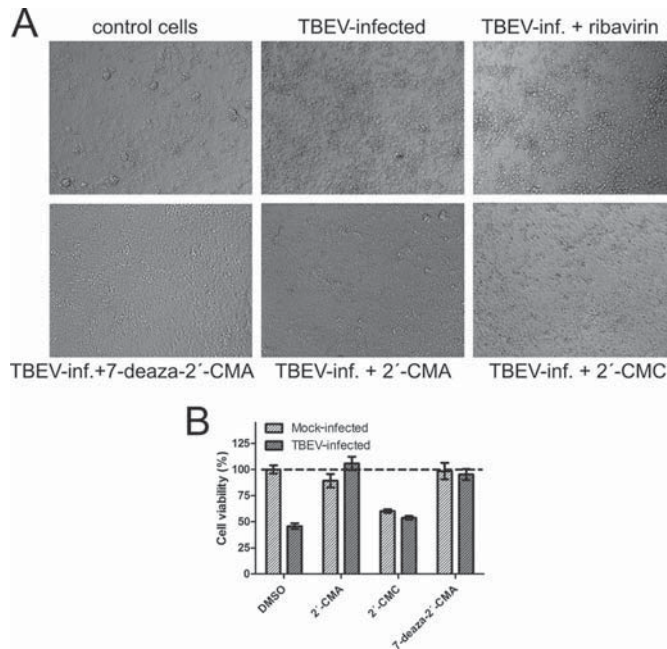 A
control cells
TBEV-infected
TBEV-inf. + ribavirin
TBEV-inf.+7-deaza-2´-CMA
TBEV-inf. + 2´-CMA
TBEV-inf. + 2´-CMC
B
Mock-infected
TBEV-infected
Cell viability (%)
125
100
75
50
25
0
DMSO
2´-CMA
2´-CMC
7-deaza-2´-CMA